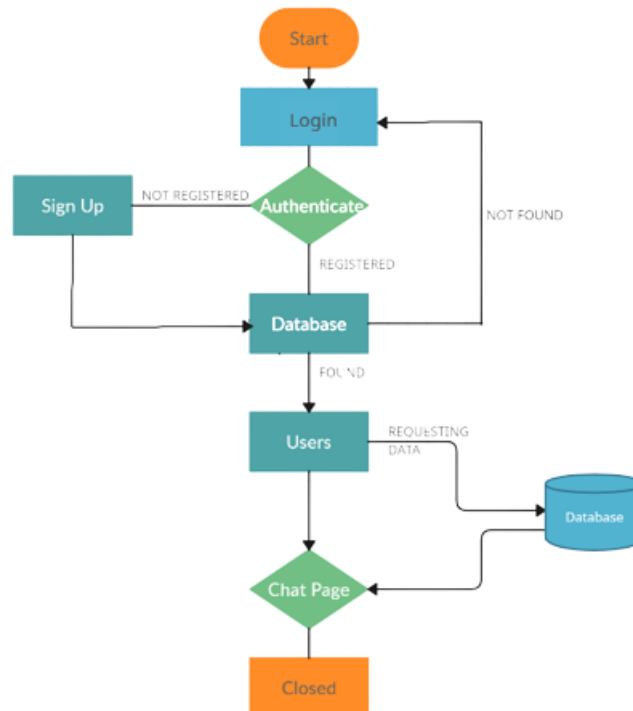 Start
Login
NOT REGISTERED
Sign Up
Authenticate
NOT FOUND
REGISTERED
Database
FOUND
Users
REQUESTING
DATA
Database
Chat Page
Closed